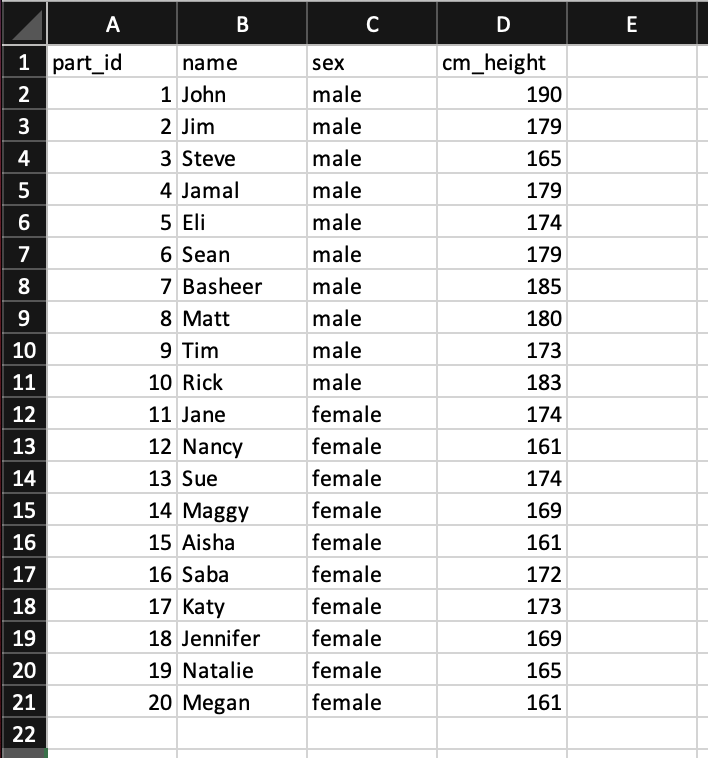 A B C D E
1 part_id name sex cm_height
2 1 John male 190
3 2 Jim male 179
4 3 Steve male 165
5 4 Jamal male 179
6 5 Eli male 174
7 6 Sean male 179
8 7 Basheer male 185
9 8 Matt male 180
10 9 Tim male 173
11 10 Rick male 183
12 11 Jane female 174
13 12 Nancy female 161
14 13 Sue female 174
15 14 Maggy female 169
16 15 Aisha female 161
17 16 Saba female 172
18 17 Katy female 173
19 18 Jennifer female 169
20 19 Natalie female 165
21 20 Megan female 161
22